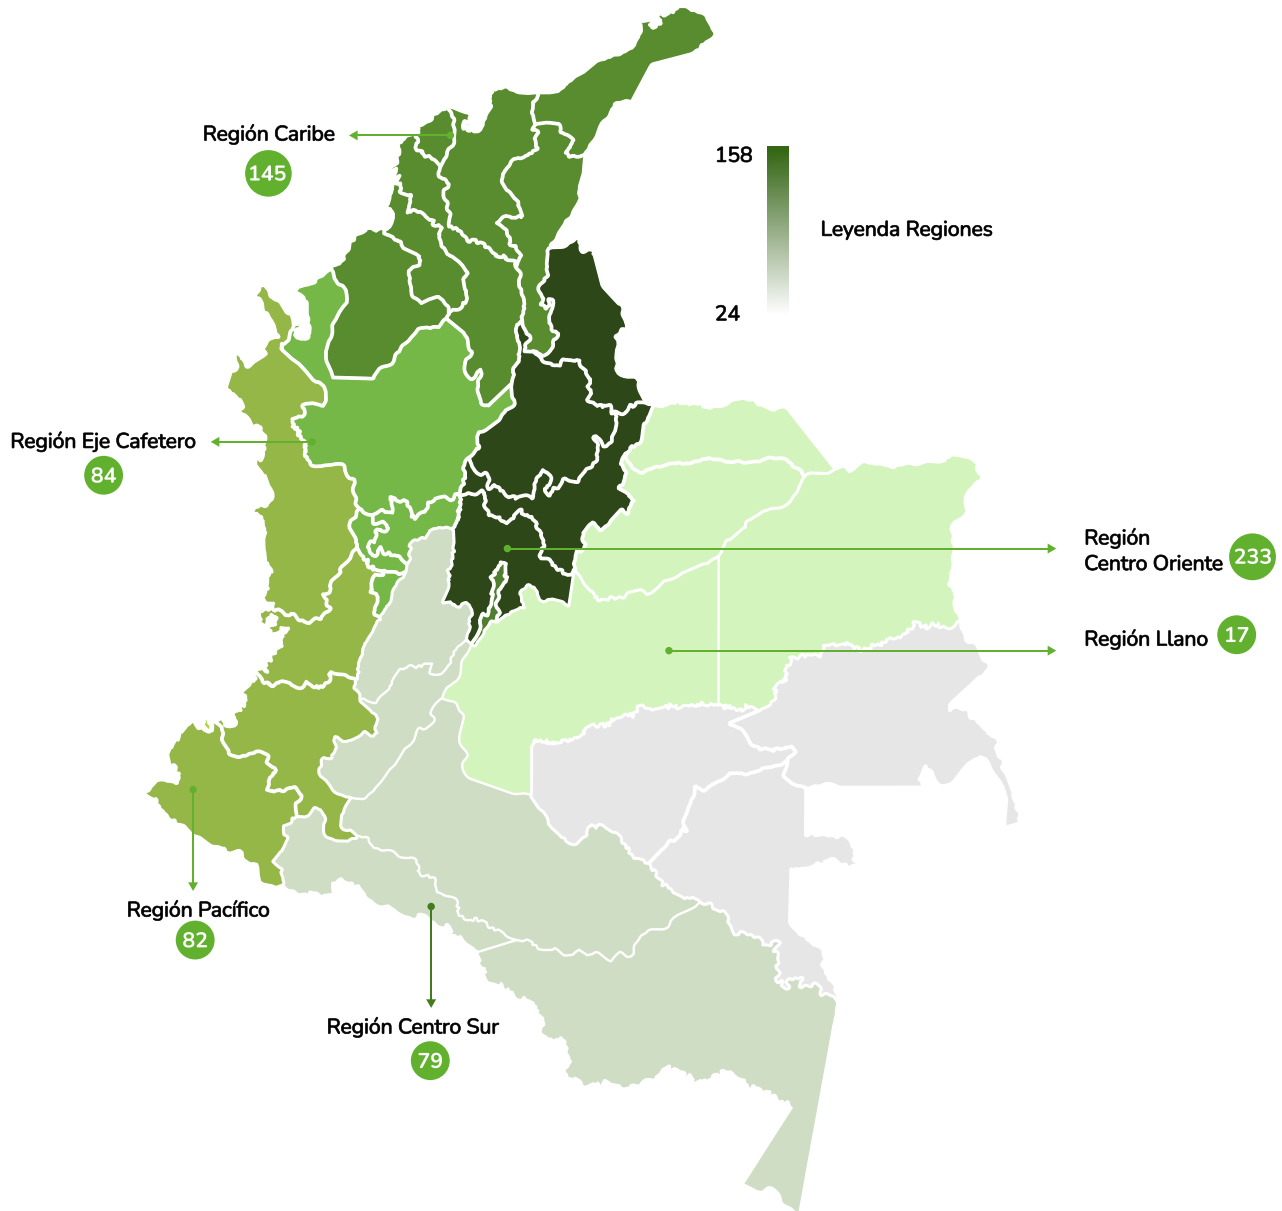 Región Caribe
145
158
Leyenda Regiones
24
Región Eje Cafetero
84
Región
Centro Oriente
233
Región Llano
17
Región Pacífico
82
Región Centro Sur
79